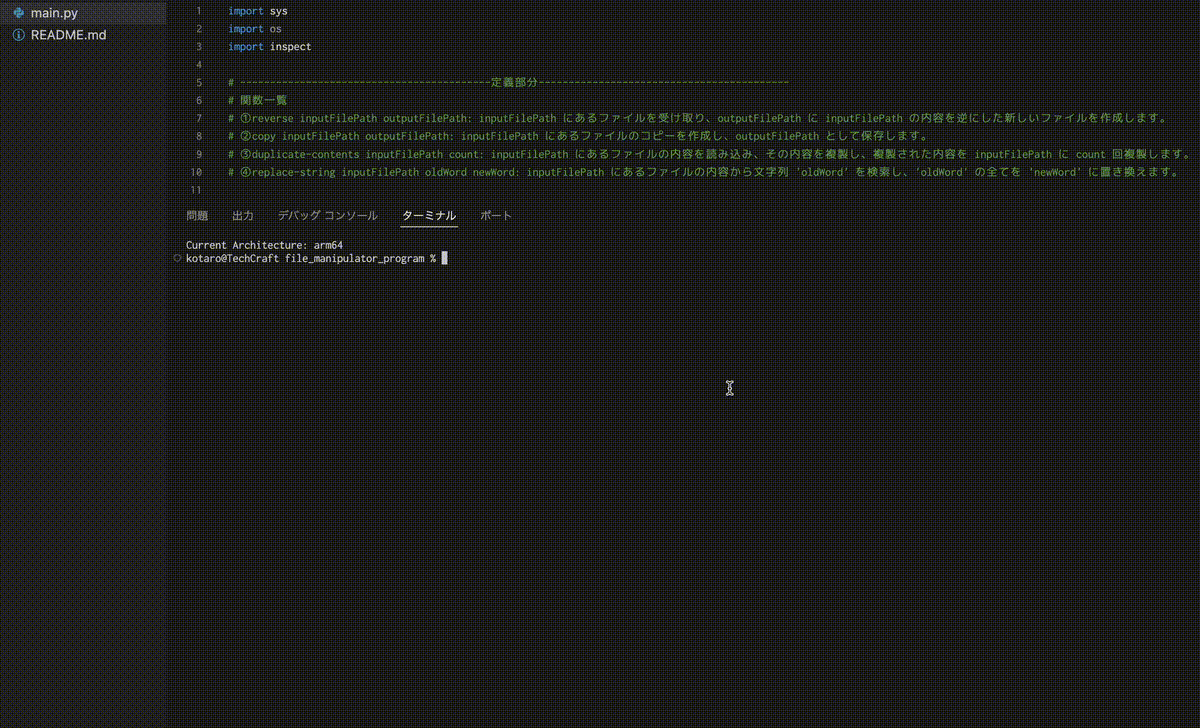 main.py
README.md
1 import sys
2 import os
3 import inspect
4
5 # ------------------------------------------定義部分------------------------------------------
6 # 関数一覧
7 # ①reverse inputFilePath outputFilePath: inputFilePath にあるファイルを受け取り、outputFilePath に inputFilePath の内容を逆にした新しいファイルを作成します。
8 # ②copy inputFilePath outputFilePath: inputFilePath にあるファイルのコピーを作成し、outputFilePath として保存します。
9 # ③duplicate-contents inputFilePath count: inputFilePath にあるファイルの内容を読み込み、その内容を複製し、複製された内容を inputFilePath に count 回複製します。
10 # ④replace-string inputFilePath oldWord newWord: inputFilePath にあるファイルの内容から文字列 'oldWord' を検索し、'oldWord' の全てを 'newWord' に置き換えます。
11
問題 出力 デバッグ コンソール ターミナル ポート
Current Architecture: arm64
kotaro@TechCraft file_manipulator_program %